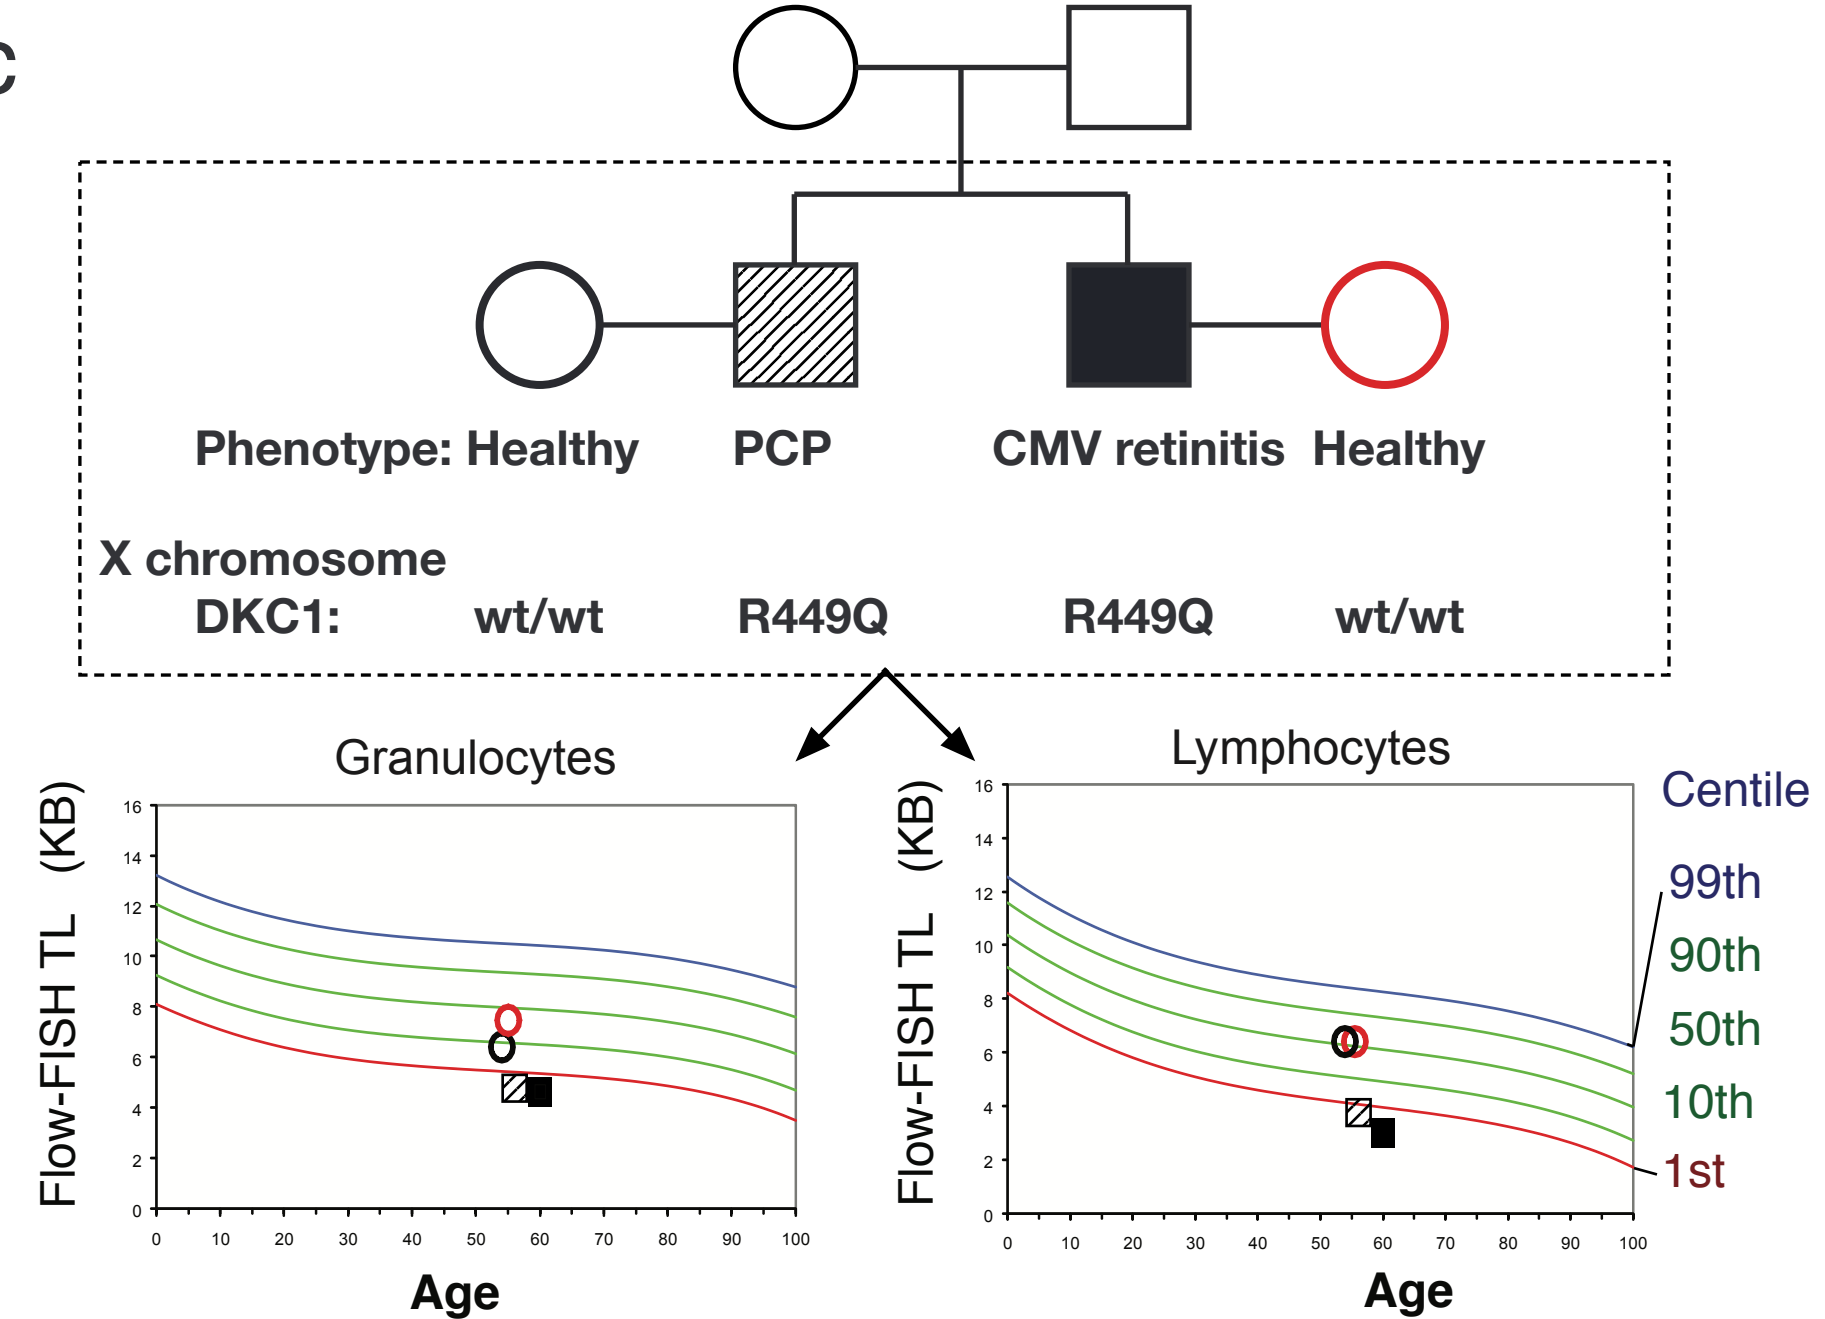 C
Phenotype: Healthy PCP CMV retinitis Healthy
X chromosome
DKC1: wt/wt R449Q R449Q wt/wt
Granulocytes
Flow-FISH TL (KB)
16
14
12
10
8
6
4
2
0
0 10 20 30 40 50 60 70 80 90 100
Age
Lymphocytes
Flow-FISH TL (KB)
16
14
12
10
8
6
4
2
0
0 10 20 30 40 50 60 70 80 90 100
Age
Centile
99th
90th
50th
10th
1st